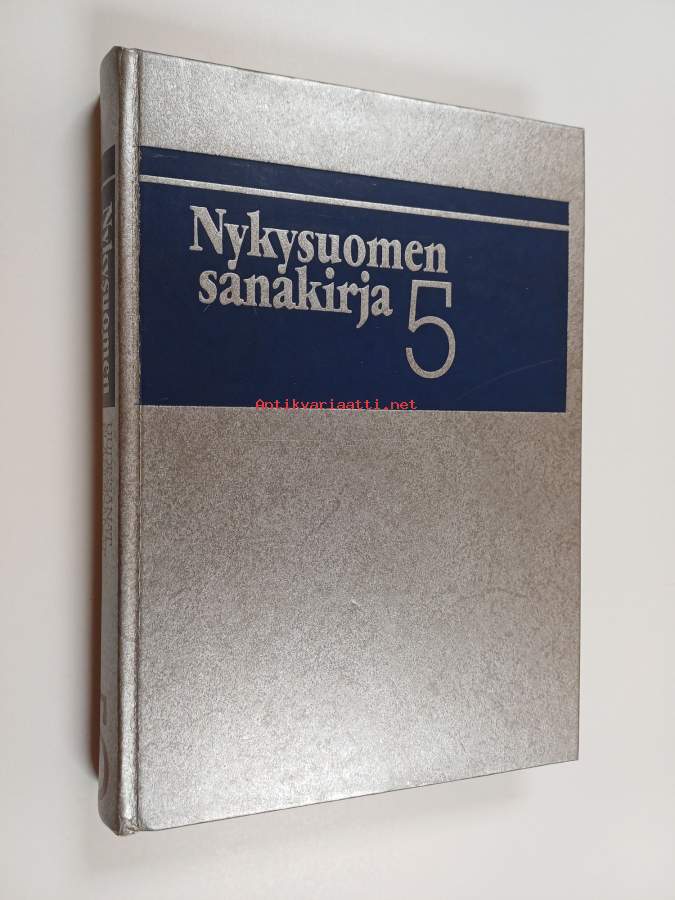 Nykysuomen
sanakirja
5
Antikvariaatti.net
Nykysuomen